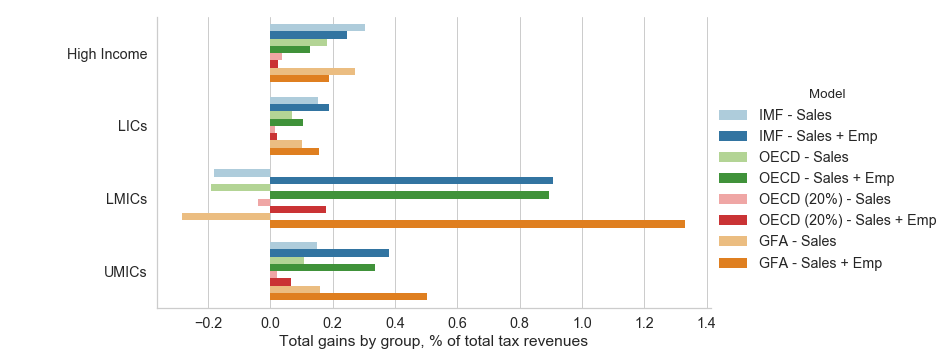 High Income
LICs
LMICs
UMICs
−0.2 0.0 0.2 0.4 0.6 0.8 1.0 1.2 1.4
Total gains by group, % of total tax revenues
Model
IMF - Sales
IMF - Sales + Emp
OECD - Sales
OECD - Sales + Emp
OECD (20%) - Sales
OECD (20%) - Sales + Emp
GFA - Sales
GFA - Sales + Emp